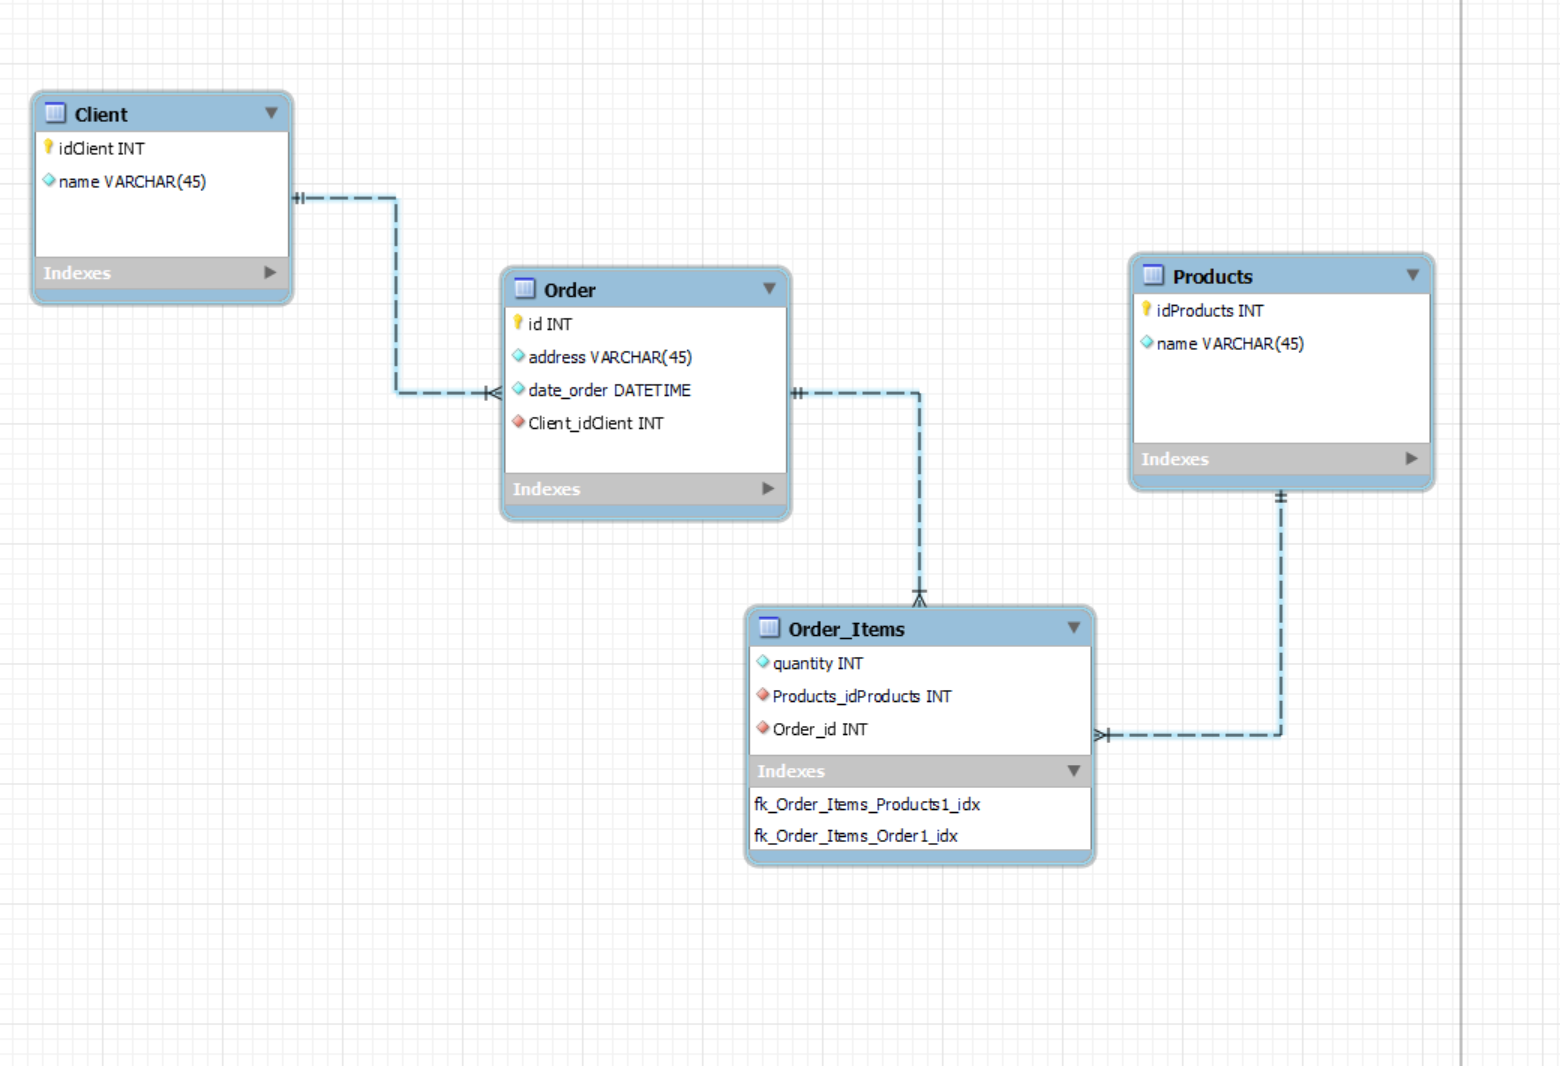 Client
idClient INT
name VARCHAR(45)
Indexes
Order
id INT
address VARCHAR(45)
date_order DATETIME
Client_idClient INT
Indexes
Products
idProducts INT
name VARCHAR(45)
Indexes
Order_Items
quantity INT
Products_idProducts INT
Order_id INT
Indexes
fk_Order_Items_Products1_idx
fk_Order_Items_Order1_idx